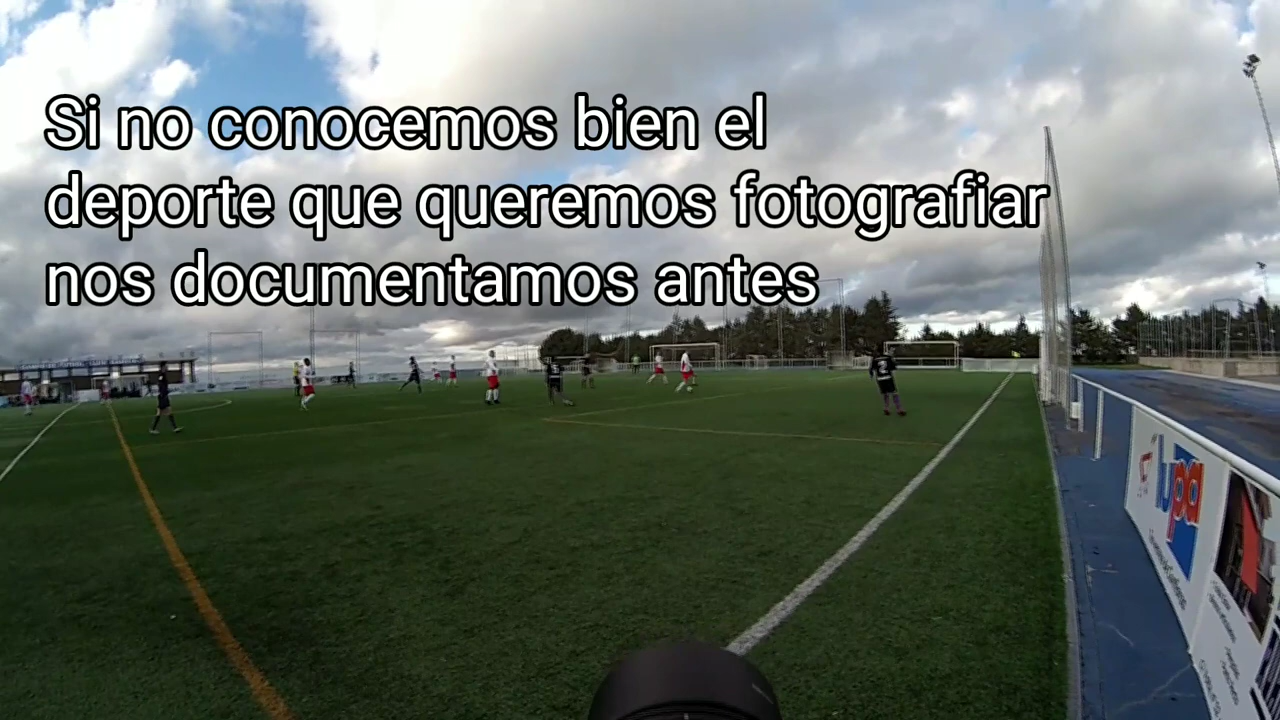 Si no conocemos bien el
deporte que queremos fotografiar
nos documentamos antes
lupa